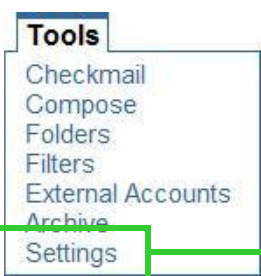 Tools
Checkmail
Compose
Folders
Filters
External Accounts
Archive
Settings